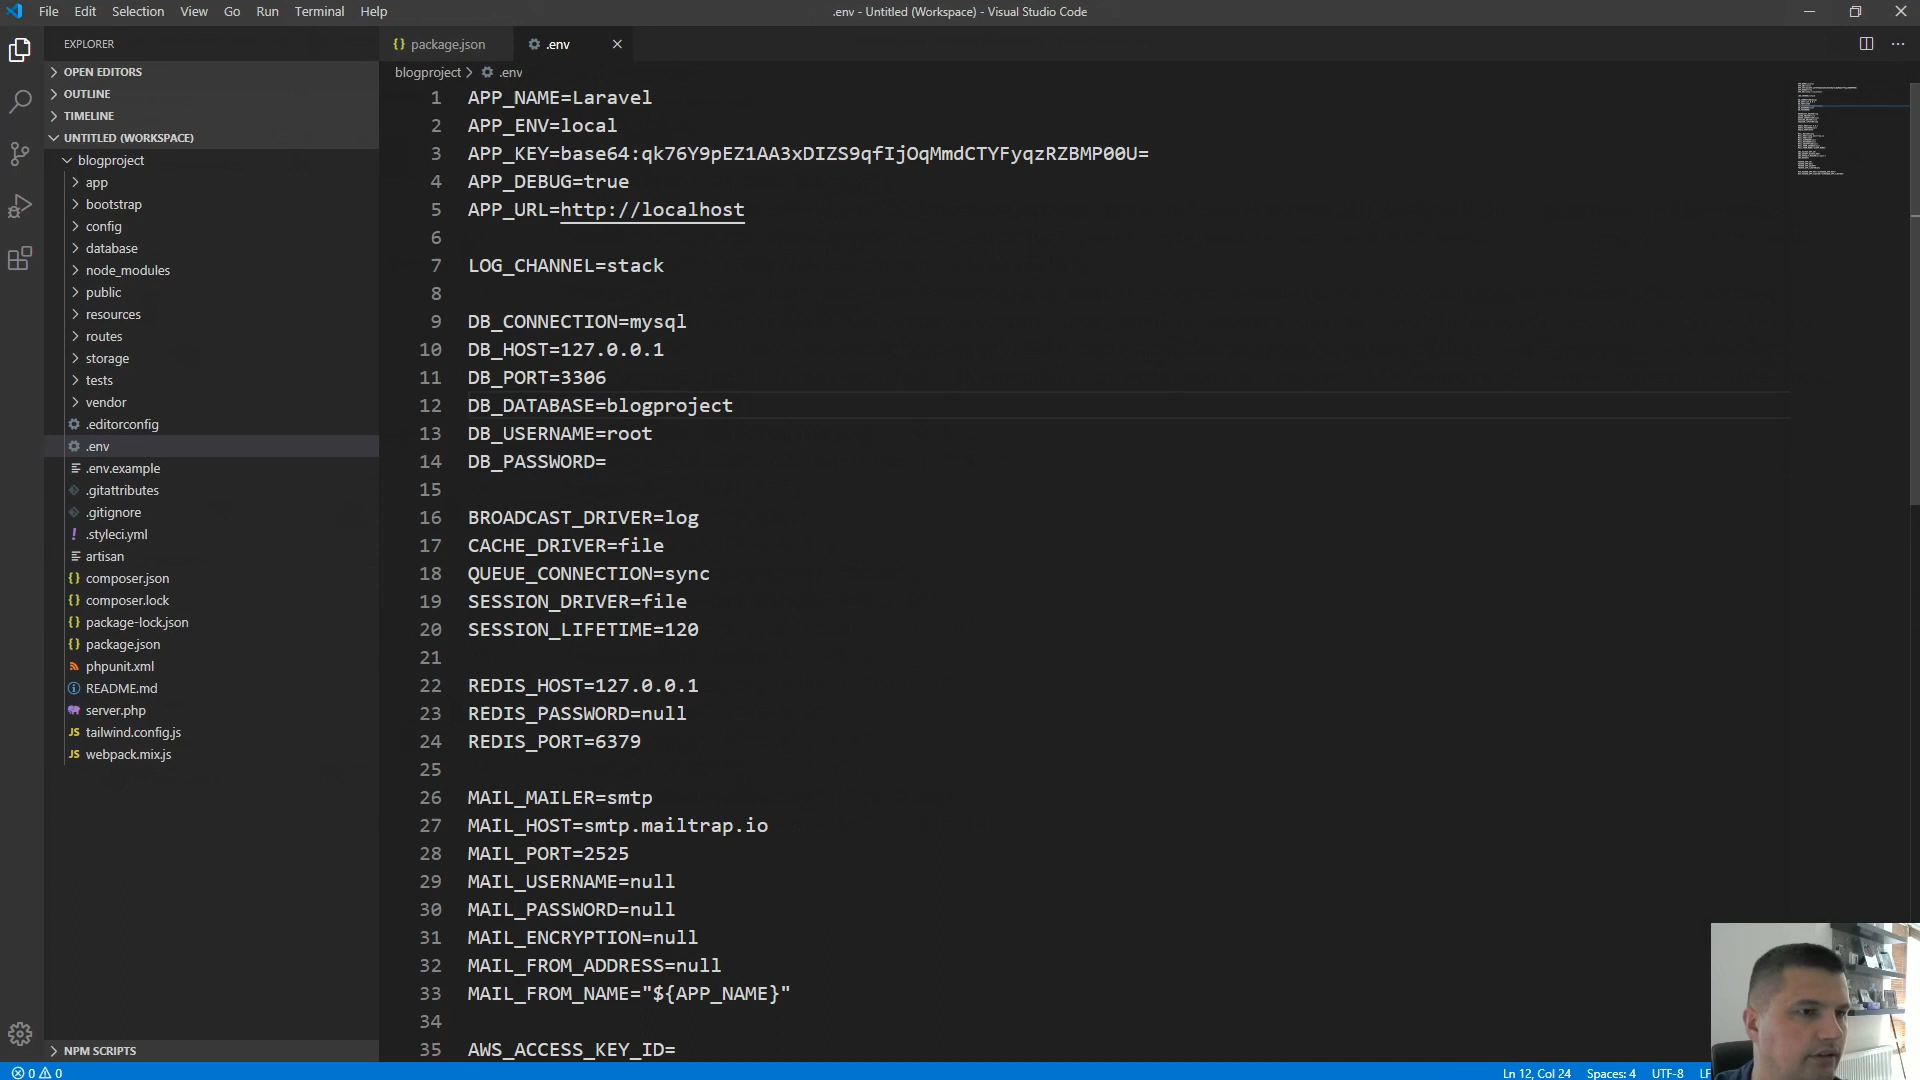 File Edit Selection View Go Run Terminal Help
.env - Untitled (Workspace) - Visual Studio Code
EXPLORER
OPEN EDITORS
OUTLINE
TIMELINE
UNTITLED (WORKSPACE)
blogproject
app
bootstrap
config
database
node_modules
public
resources
routes
storage
tests
vendor
.editorconfig
.env
.env.example
.gitattributes
.gitignore
.styleci.yml
artisan
composer.json
composer.lock
package-lock.json
package.json
phpunit.xml
README.md
server.php
tailwind.config.js
webpack.mix.js
NPM SCRIPTS
package.json .env
blogproject > .env
1 APP_NAME=Laravel
2 APP_ENV=local
3 APP_KEY=base64:qk76Y9pEZ1AA3xDIZS9qfIjOqMmdCTYFyqzRZBMP00U=
4 APP_DEBUG=true
5 APP_URL=http://localhost
6
7 LOG_CHANNEL=stack
8
9 DB_CONNECTION=mysql
10 DB_HOST=127.0.0.1
11 DB_PORT=3306
12 DB_DATABASE=blogproject
13 DB_USERNAME=root
14 DB_PASSWORD=
15
16 BROADCAST_DRIVER=log
17 CACHE_DRIVER=file
18 QUEUE_CONNECTION=sync
19 SESSION_DRIVER=file
20 SESSION_LIFETIME=120
21
22 REDIS_HOST=127.0.0.1
23 REDIS_PASSWORD=null
24 REDIS_PORT=6379
25
26 MAIL_MAILER=smtp
27 MAIL_HOST=smtp.mailtrap.io
28 MAIL_PORT=2525
29 MAIL_USERNAME=null
30 MAIL_PASSWORD=null
31 MAIL_ENCRYPTION=null
32 MAIL_FROM_ADDRESS=null
33 MAIL_FROM_NAME="${APP_NAME}"
34
35 AWS_ACCESS_KEY_ID=
0 0
Ln 12, Col 24 Spaces: 4 UTF-8 LF